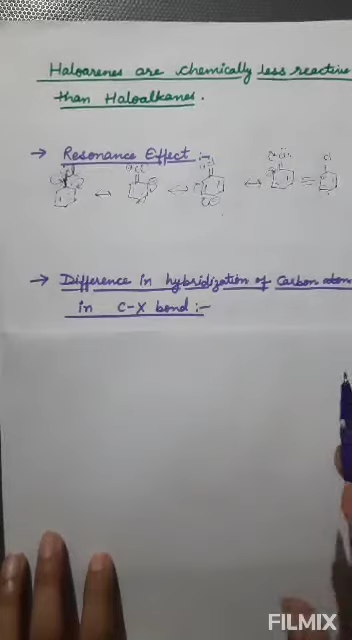 Haloarenes are chemically less reactive
than Haloalkanes.
→ Resonance Effect :-
→ Difference in hybridization of Carbon atom
in C-X bond :-
FILMIX